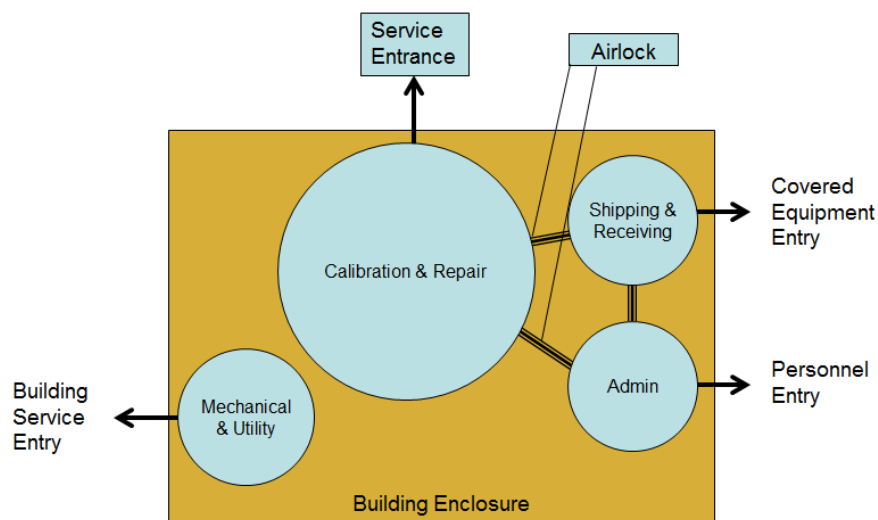 Service
Entrance
Airlock
Shipping &
Receiving
Covered
Equipment
Entry
Calibration & Repair
Admin
Personnel
Entry
Building
Service
Entry
Mechanical
& Utility
Building Enclosure